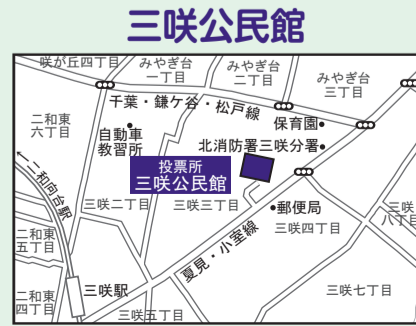 三咲公民館
咲が丘四丁目
みやぎ台
一丁目
みやぎ台
二丁目
みやぎ台
三丁目
千葉・鎌ケ谷・松戸線
二和東
六丁目
自動車
教習所
保育園
北消防署三咲分署
投票所
三咲公民館
←二和向台駅
三咲二丁目
三咲三丁目
郵便局
三咲四丁目
三咲
八丁目
二和東
五丁目
夏見・小室線
三咲駅
三咲七丁目
二和東
四丁目
三咲五丁目